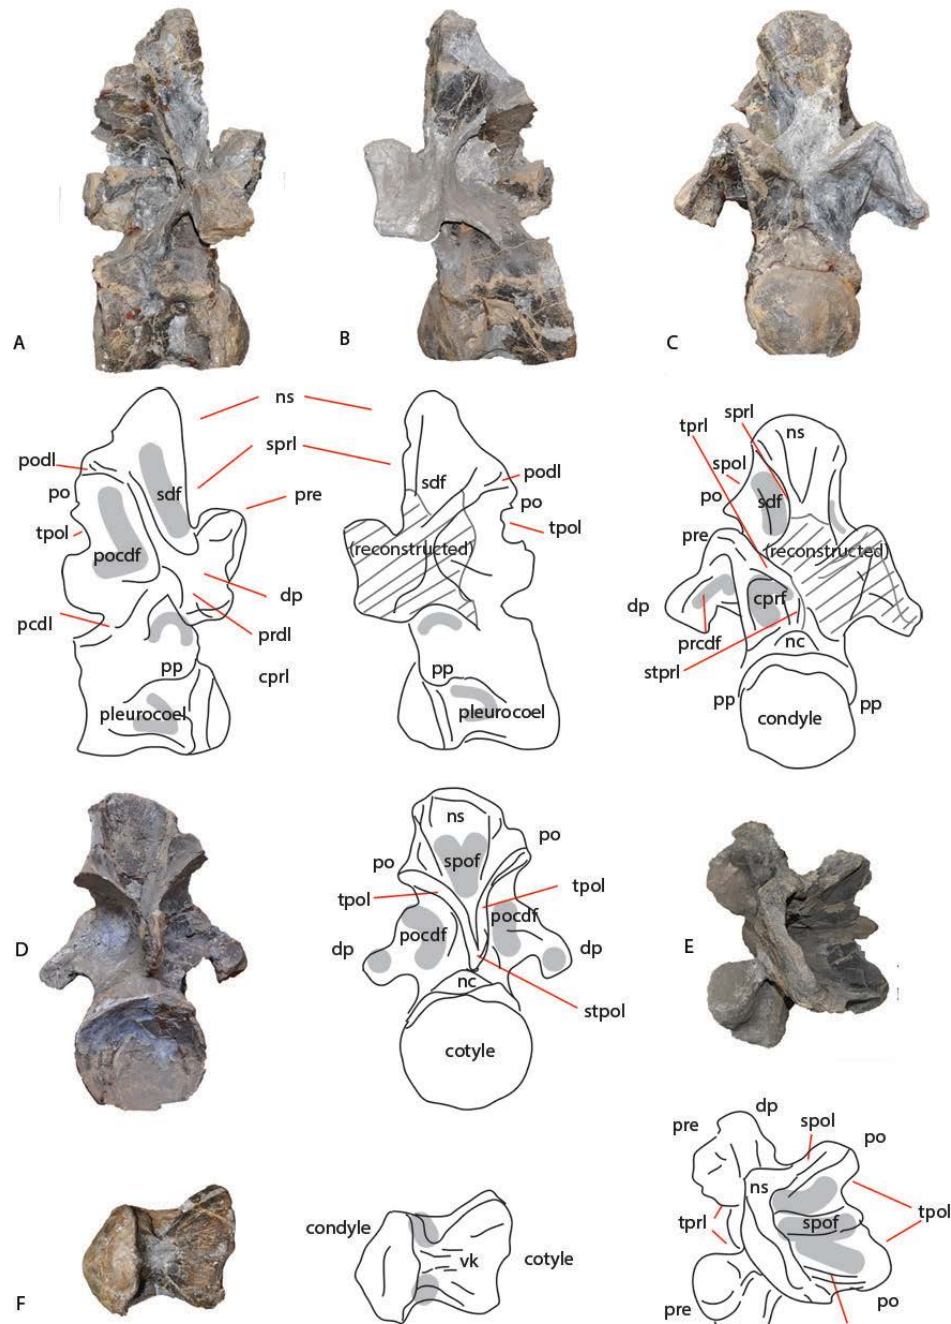 A
B
C
ns
sprl
pre
podl
po
tpol
sdf
pocdf
pcdl
dp
prdl
pp
cprl
pleurocoel
sdf
podl
po
tpol
(reconstructed)
pp
pleurocoel
tprl
sprl
spol
ns
po
sdf
pre
(reconstructed)
dp
cprf
prcdf
nc
stprl
pp
pp
condyle
D
ns
po
po
spof
tpol
tpol
pocdf
pocdf
dp
dp
nc
stpol
cotyle
E
F
condyle
vk
cotyle
dp
pre
spol
po
ns
tprl
spof
tpol
pre
po